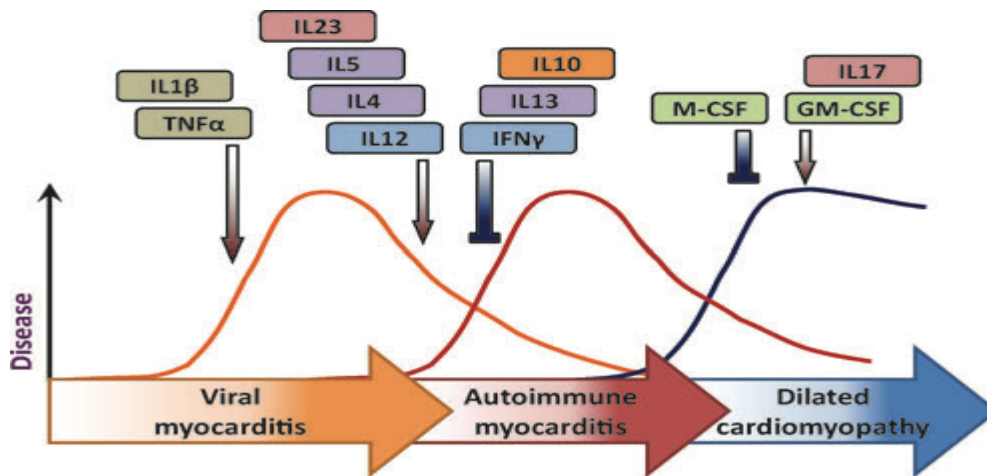 IL23
IL5
IL4
IL12
IL1β
TNFα
IL10
IL13
IFNγ
IL17
M-CSF
GM-CSF
Disease
Viral
myocarditis
Autoimmune
myocarditis
Dilated
cardiomyopathy